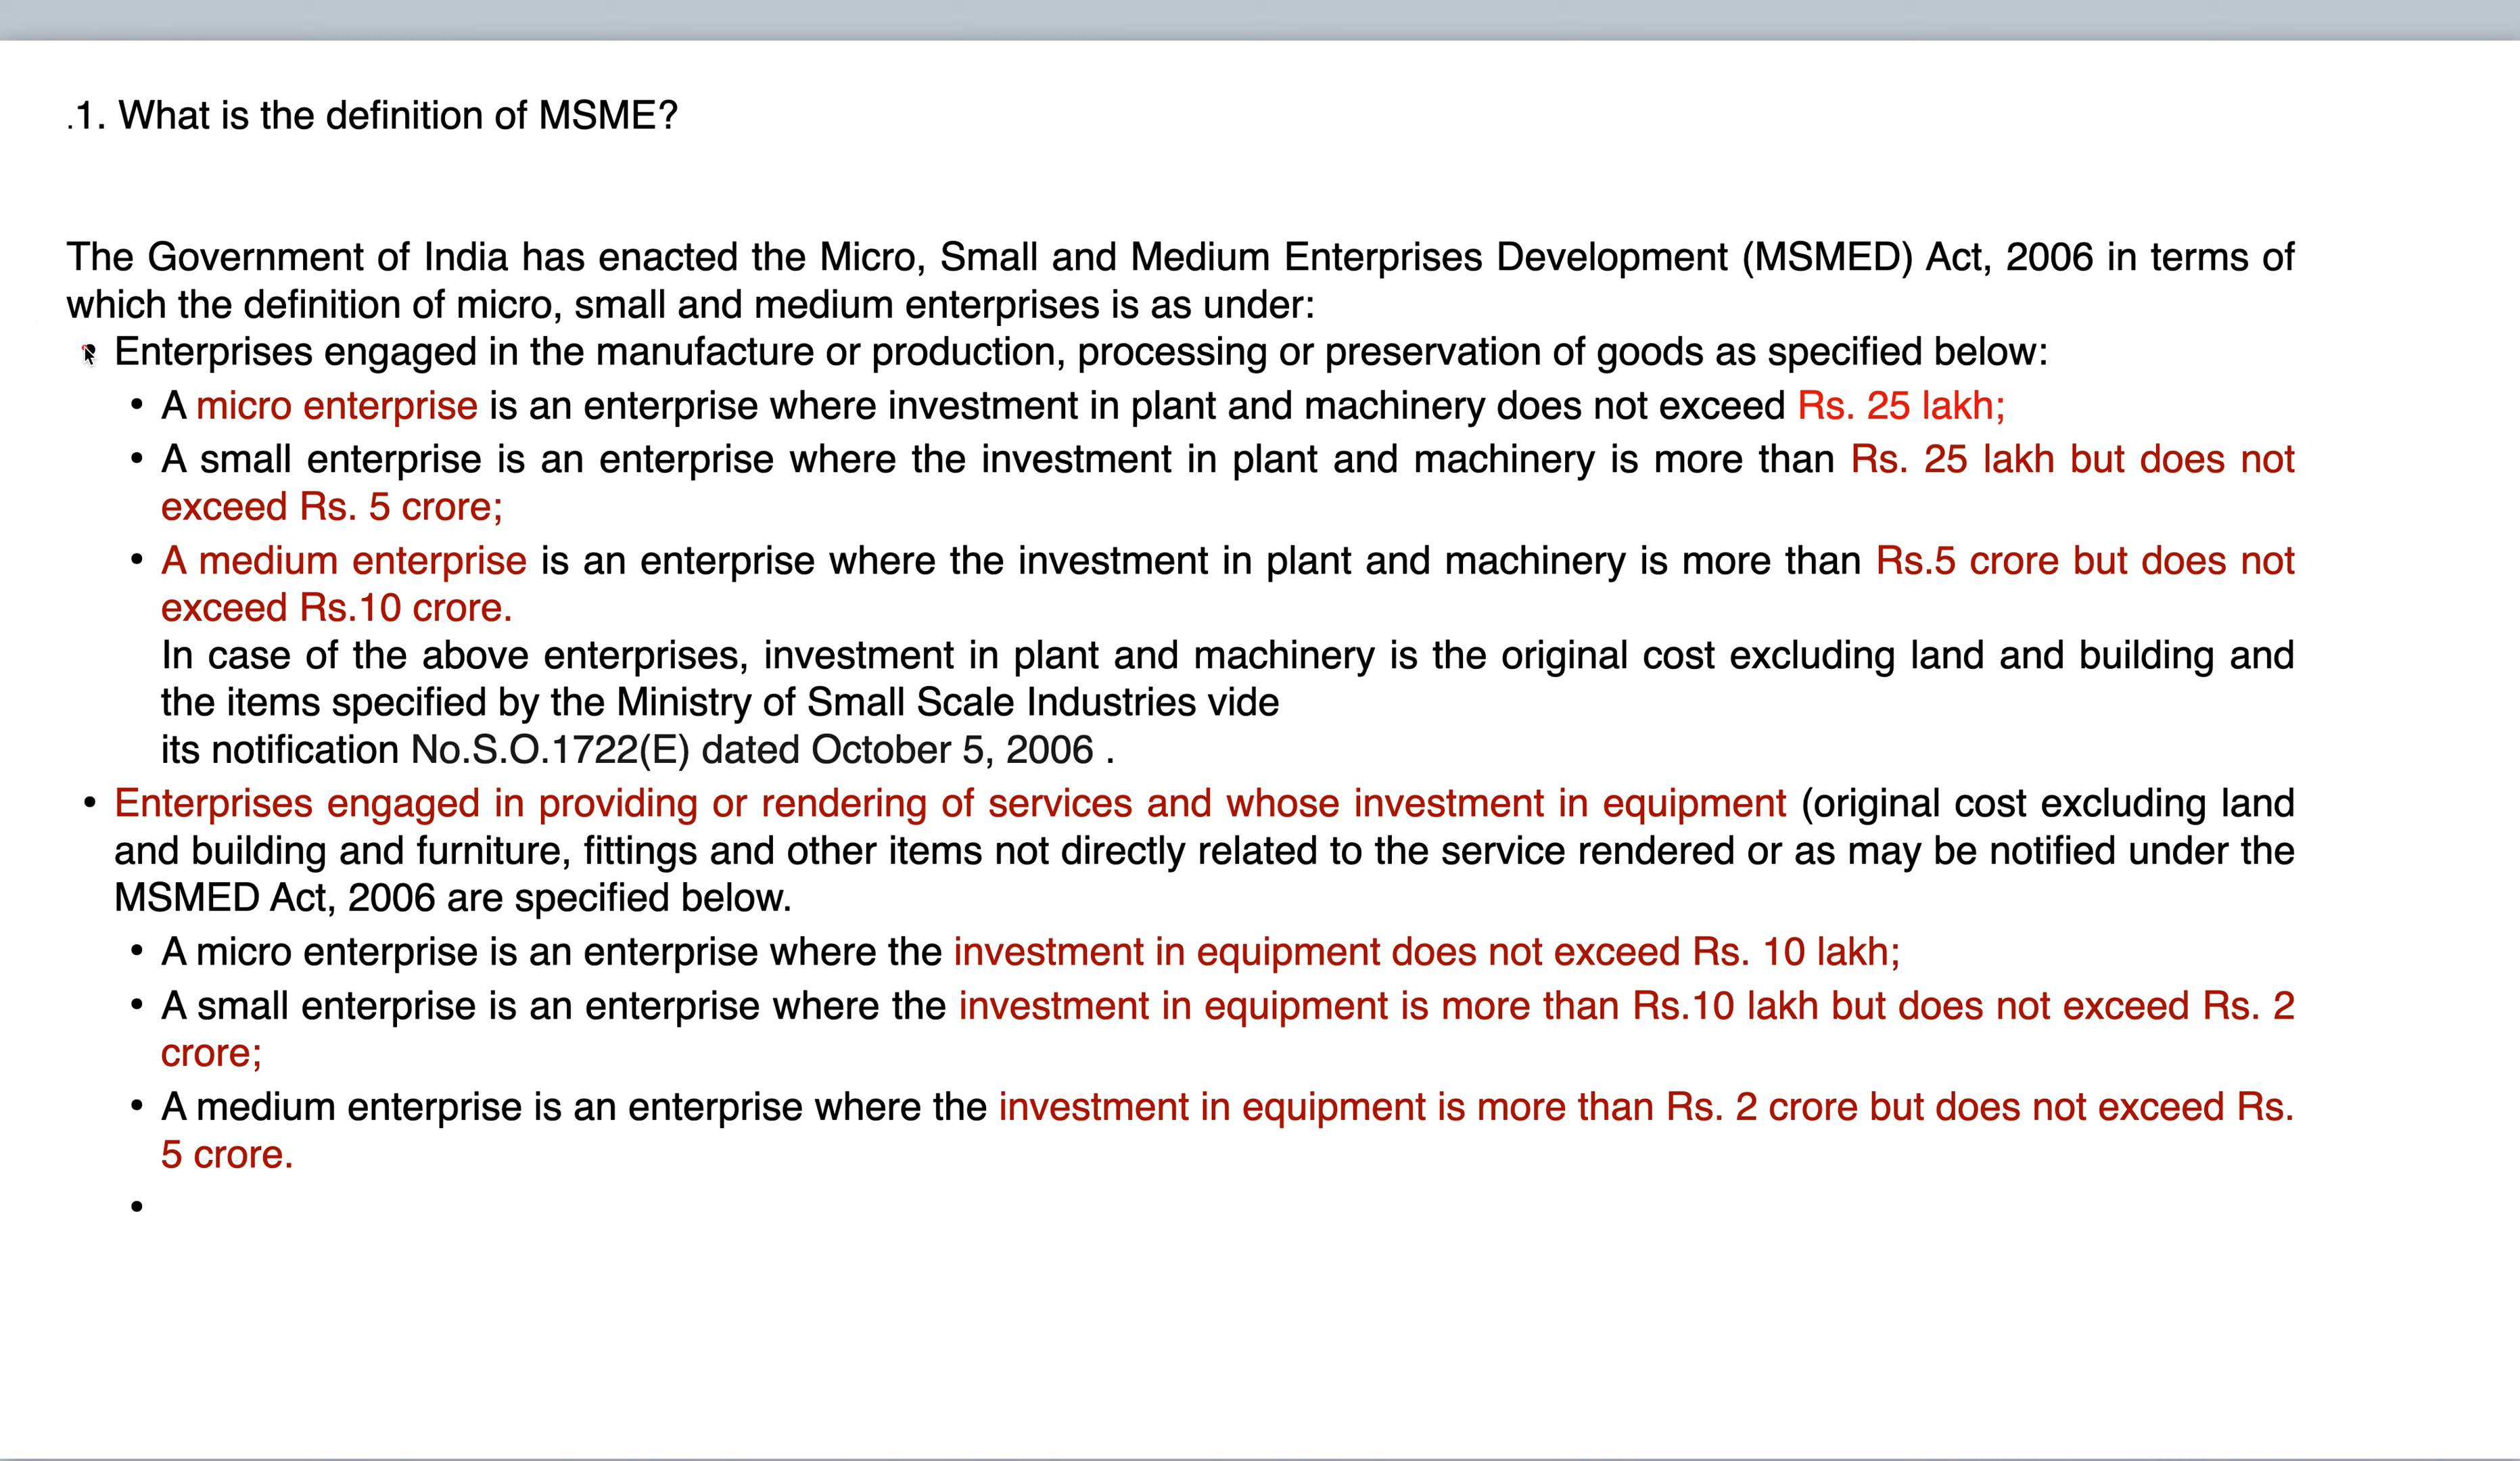 .1. What is the definition of MSME?
The Government of India has enacted the Micro, Small and Medium Enterprises Development (MSMED) Act, 2006 in terms of
which the definition of micro, small and medium enterprises is as under:
• Enterprises engaged in the manufacture or production, processing or preservation of goods as specified below:
• A micro enterprise is an enterprise where investment in plant and machinery does not exceed Rs. 25 lakh;
• A small enterprise is an enterprise where the investment in plant and machinery is more than Rs. 25 lakh but does not
exceed Rs. 5 crore;
• A medium enterprise is an enterprise where the investment in plant and machinery is more than Rs.5 crore but does not
exceed Rs.10 crore.
In case of the above enterprises, investment in plant and machinery is the original cost excluding land and building and
the items specified by the Ministry of Small Scale Industries vide
its notification No.S.O.1722(E) dated October 5, 2006 .
• Enterprises engaged in providing or rendering of services and whose investment in equipment (original cost excluding land
and building and furniture, fittings and other items not directly related to the service rendered or as may be notified under the
MSMED Act, 2006 are specified below.
• A micro enterprise is an enterprise where the investment in equipment does not exceed Rs. 10 lakh;
• A small enterprise is an enterprise where the investment in equipment is more than Rs.10 lakh but does not exceed Rs. 2
crore;
• A medium enterprise is an enterprise where the investment in equipment is more than Rs. 2 crore but does not exceed Rs.
5 crore.
•